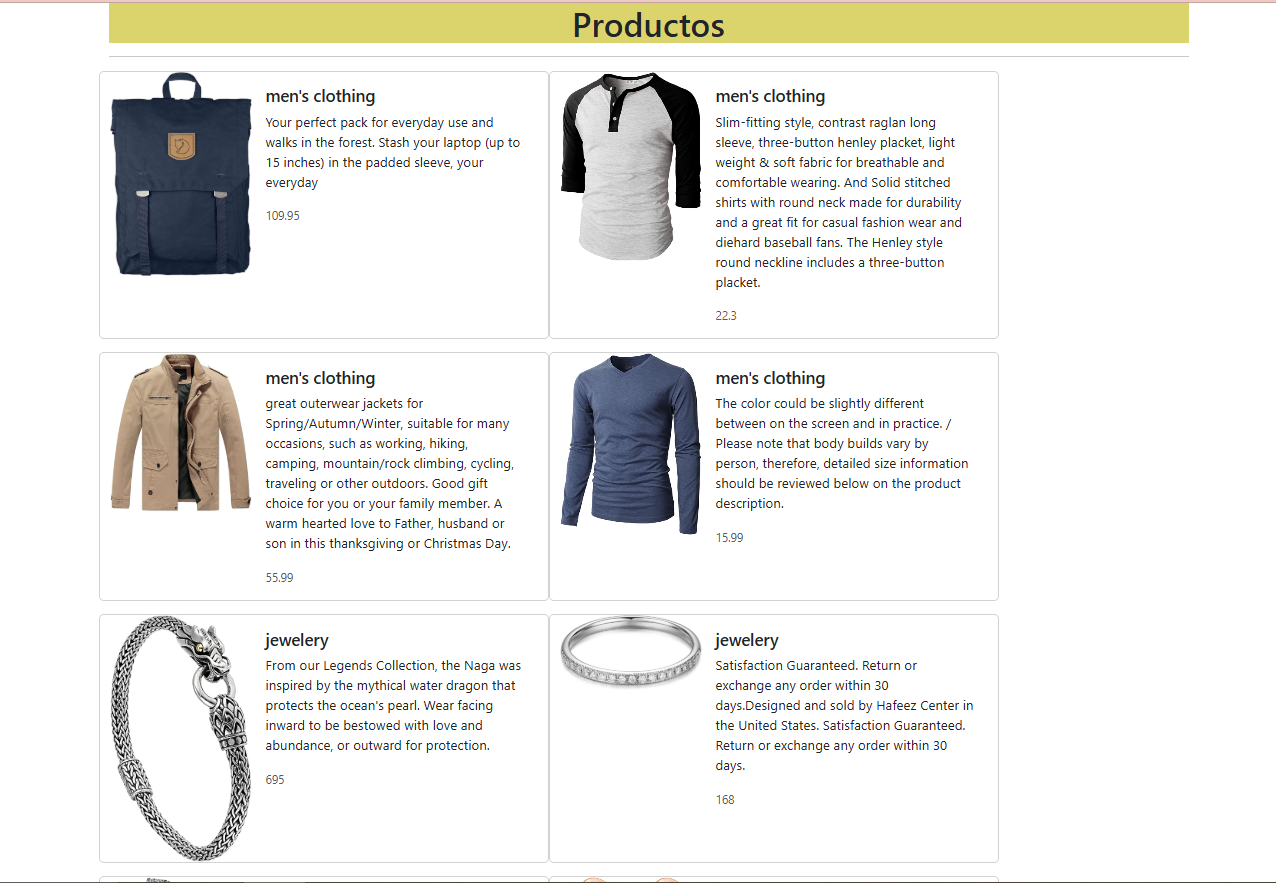 Productos
men's clothing
Your perfect pack for everyday use and
walks in the forest. Stash your laptop (up to
15 inches) in the padded sleeve, your
everyday
109.95
men's clothing
Slim-fitting style, contrast raglan long
sleeve, three-button henley placket, light
weight & soft fabric for breathable and
comfortable wearing. And Solid stitched
shirts with round neck made for durability
and a great fit for casual fashion wear and
diehard baseball fans. The Henley style
round neckline includes a three-button
placket.
22.3
men's clothing
great outerwear jackets for
Spring/Autumn/Winter, suitable for many
occasions, such as working, hiking,
camping, mountain/rock climbing, cycling,
traveling or other outdoors. Good gift
choice for you or your family member. A
warm hearted love to Father, husband or
son in this thanksgiving or Christmas Day.
55.99
men's clothing
The color could be slightly different
between on the screen and in practice. /
Please note that body builds vary by
person, therefore, detailed size information
should be reviewed below on the product
description.
15.99
jewelery
From our Legends Collection, the Naga was
inspired by the mythical water dragon that
protects the ocean's pearl. Wear facing
inward to be bestowed with love and
abundance, or outward for protection.
695
jewelery
Satisfaction Guaranteed. Return or
exchange any order within 30
days.Designed and sold by Hafeez Center in
the United States. Satisfaction Guaranteed.
Return or exchange any order within 30
days.
168